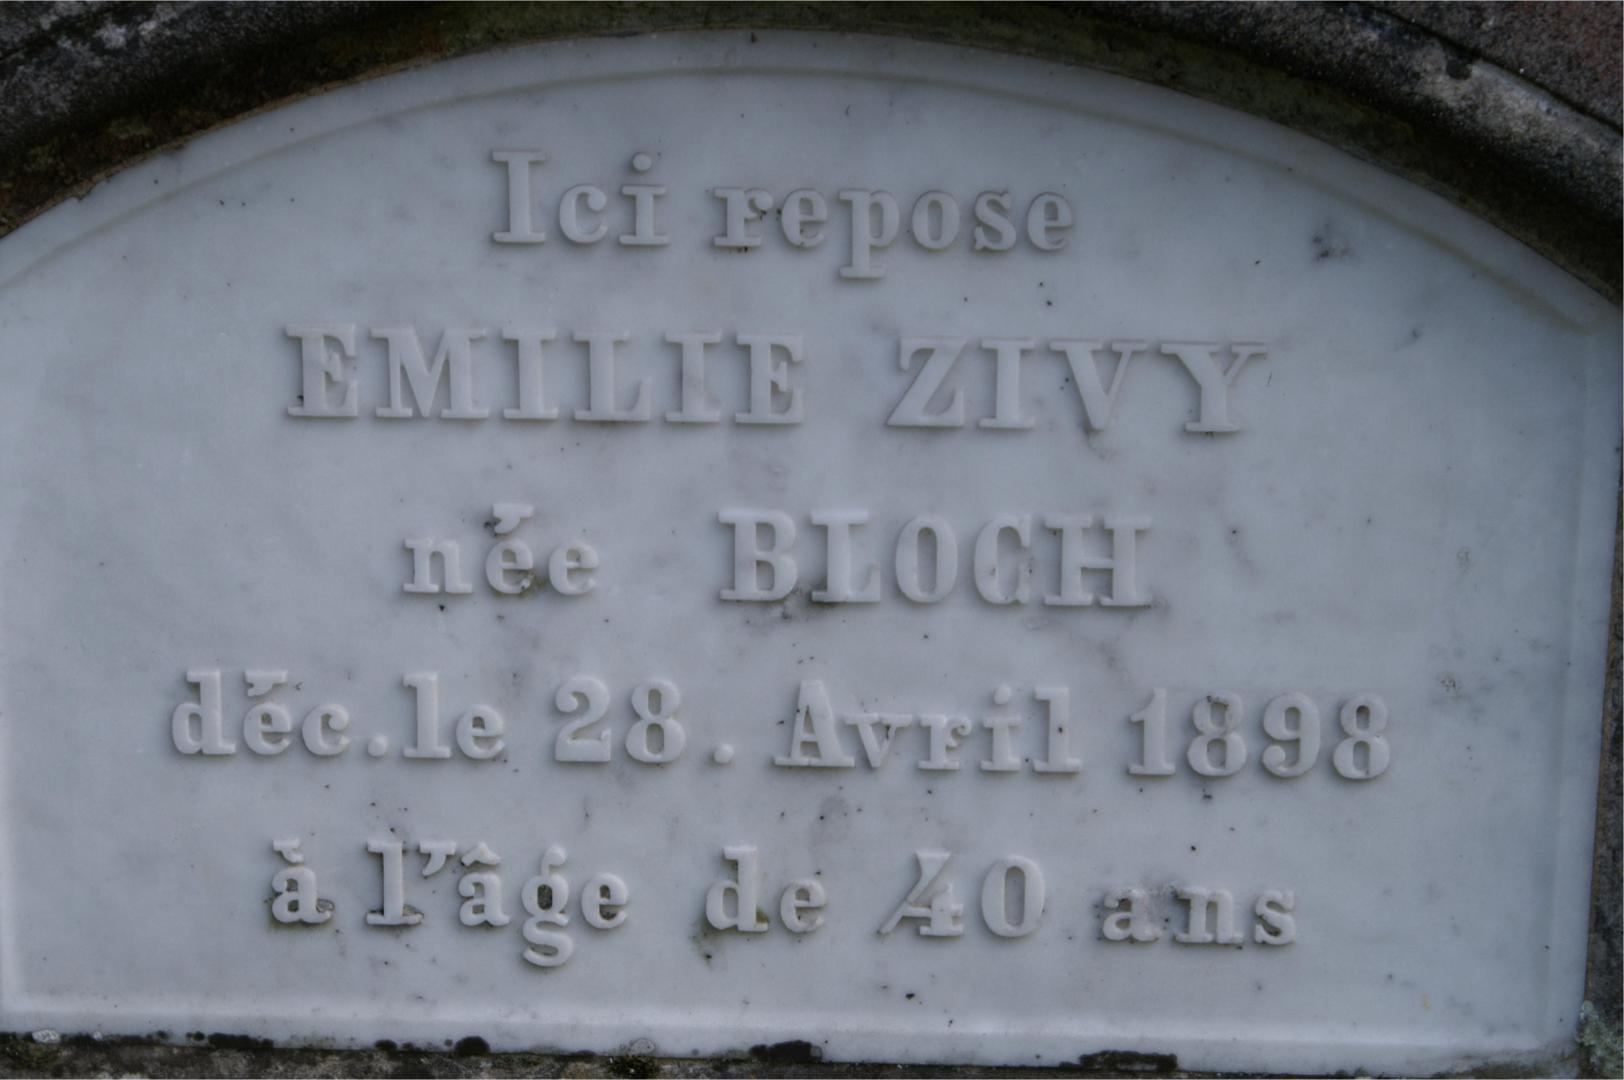 Ici repose
EMILIE ZIVY
née BLOCH
déc. le 28. Avril 1898
à l'âge de 40 ans